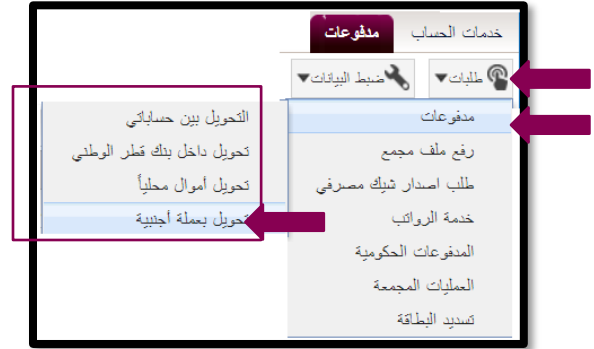 خدمات الحساب
مدفوعات
طلبات
ضبط البيانات
مدفوعات
رفع ملف مجمع
طلب اصدار شيك مصرفي
خدمة الرواتب
المدفوعات الحكومية
العمليات المجمعة
تسديد البطاقة
التحويل بين حساباتي
تحويل داخل بنك قطر الوطني
تحويل أموال محلياً
تحويل بعملة أجنبية